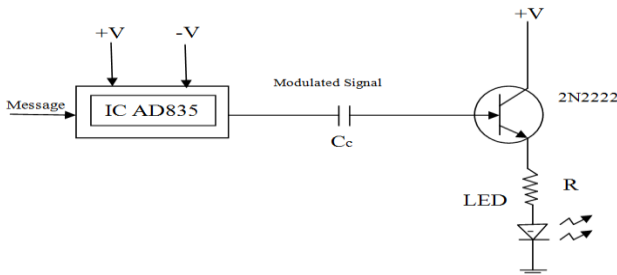 +V
+V
-V
Modulated Signal
2N2222
Message
IC AD835
Cc
LED
R